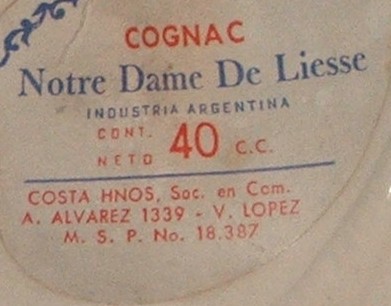 COGNAC
Notre Dame De Liesse
INDUSTRIA ARGENTINA
CONT. NETO 40 C.C.
COSTA HNOS, Soc. en Com.
A. ALVAREZ 1339 - V. LOPEZ
M. S. P. No. 18.387